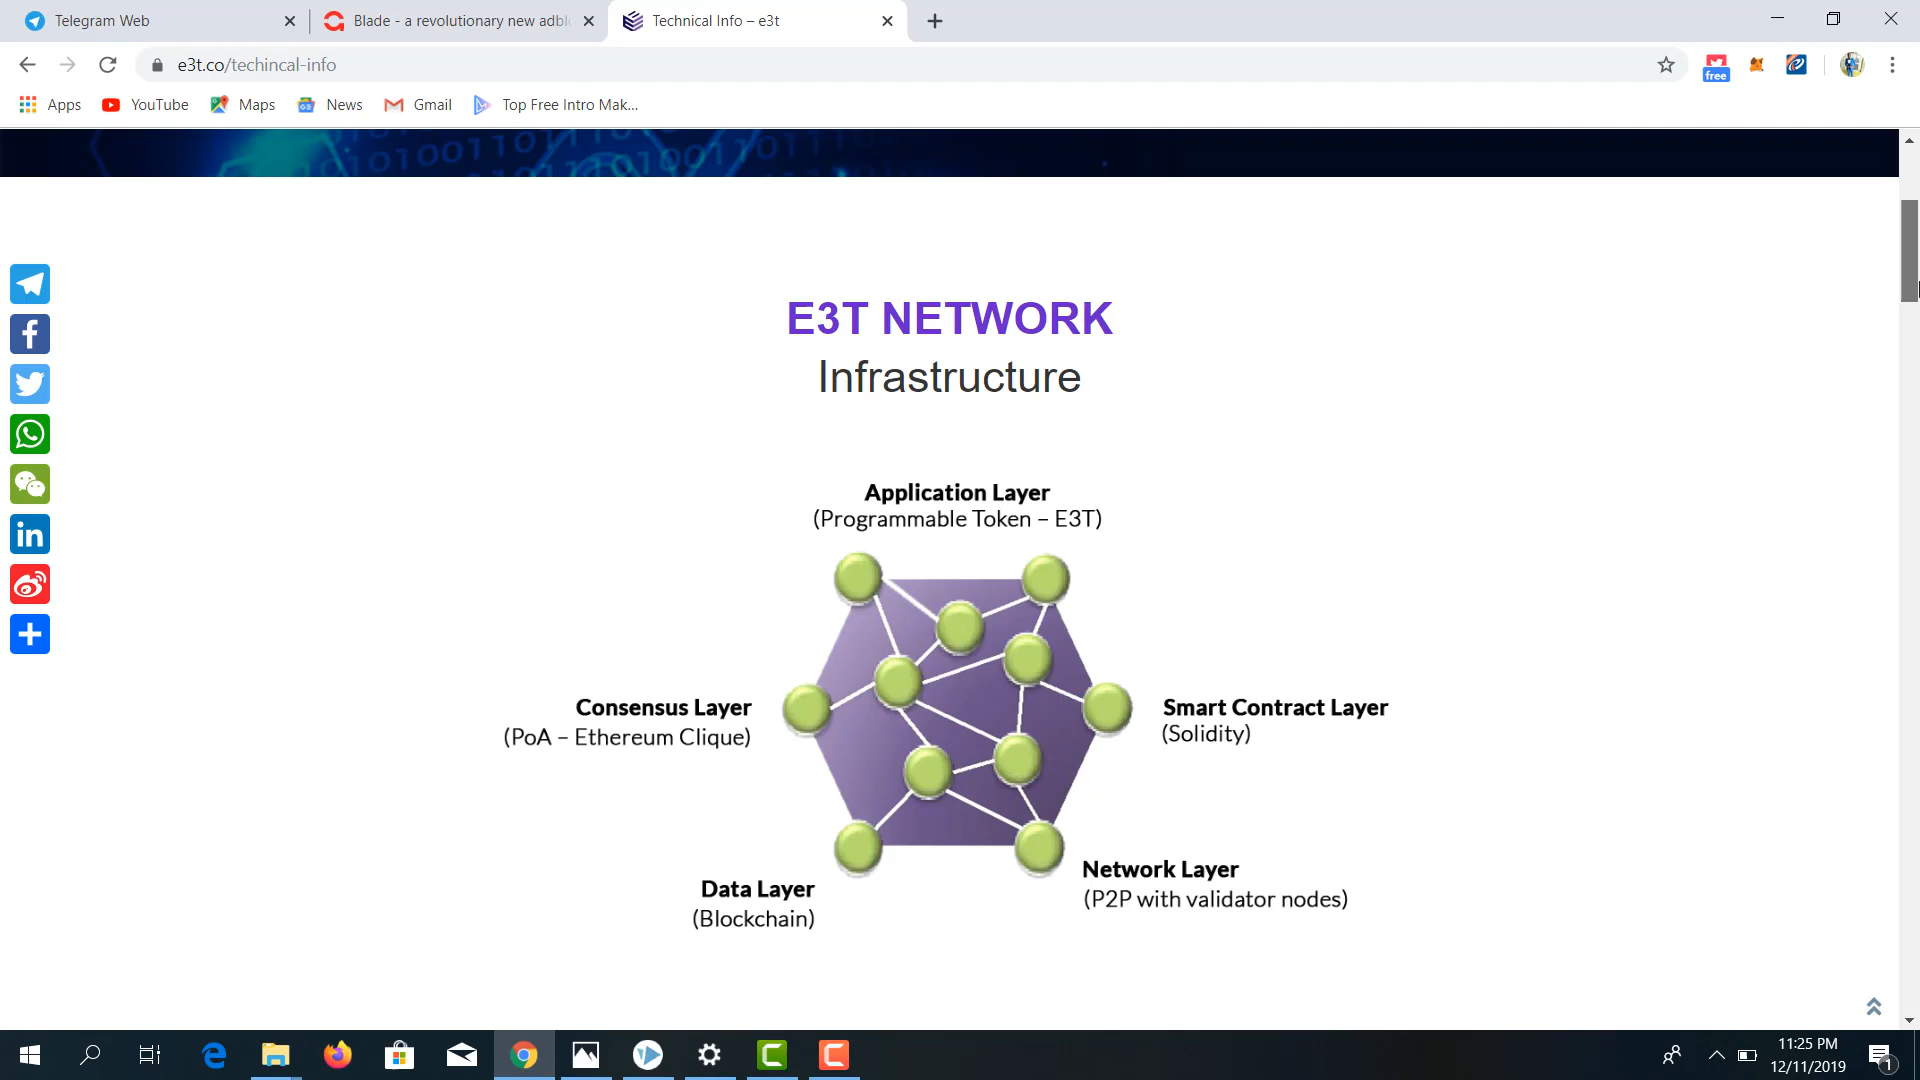 Telegram Web
Blade - a revolutionary new adbl
Technical Info – e3t
e3t.co/techincal-info
free
Apps
YouTube
Maps
News
Gmail
Top Free Intro Mak...
E3T NETWORK
Infrastructure
Application Layer
(Programmable Token – E3T)
Consensus Layer
(PoA – Ethereum Clique)
Smart Contract Layer
(Solidity)
Network Layer
(P2P with validator nodes)
Data Layer
(Blockchain)
11:25 PM
12/11/2019
1